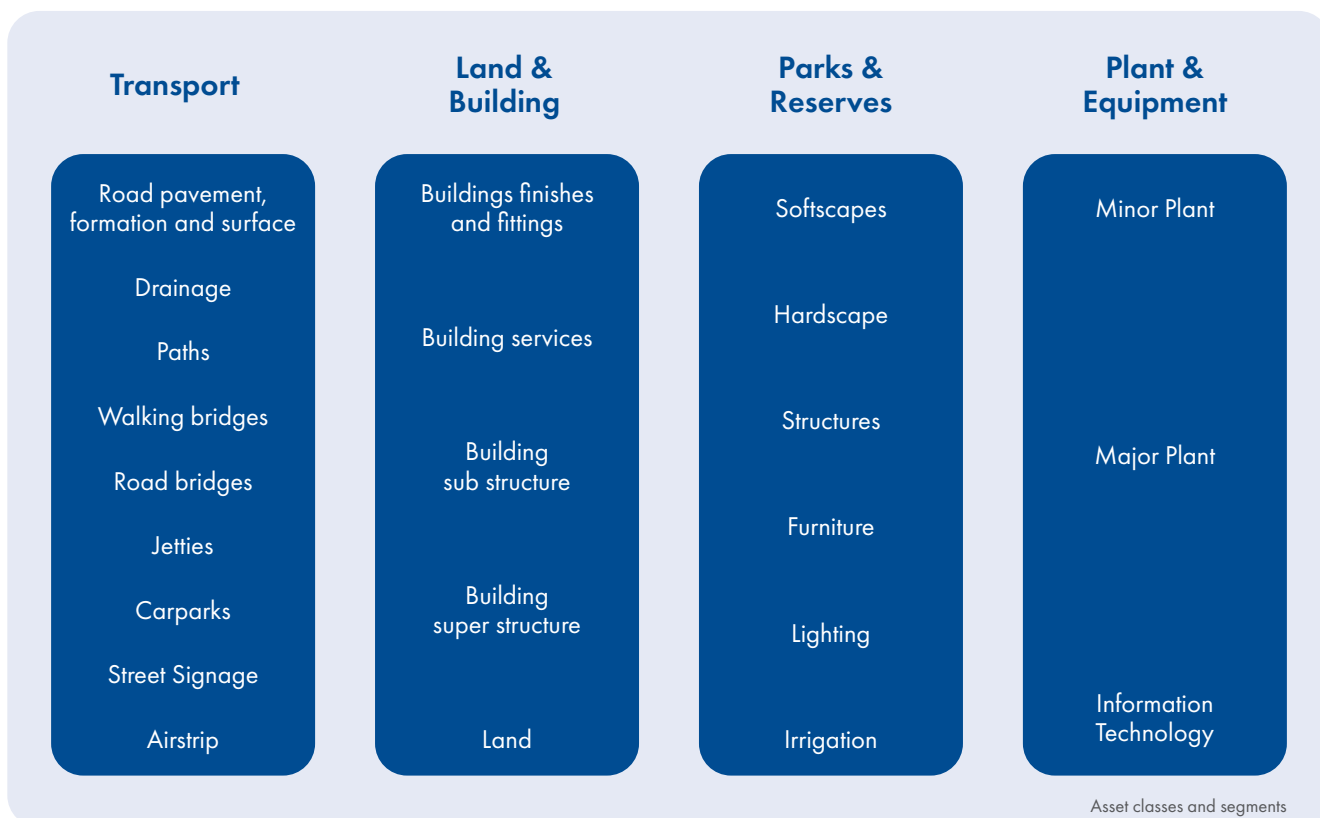 Transport
Road pavement,
formation and surface
Drainage
Paths
Walking bridges
Road bridges
Jetties
Carparks
Street Signage
Airstrip
Land &
Building
Buildings finishes
and fittings
Building services
Building
sub structure
Building
super structure
Land
Parks &
Reserves
Softscapes
Hardscape
Structures
Furniture
Lighting
Irrigation
Plant &
Equipment
Minor Plant
Major Plant
Information
Technology
Asset classes and segments